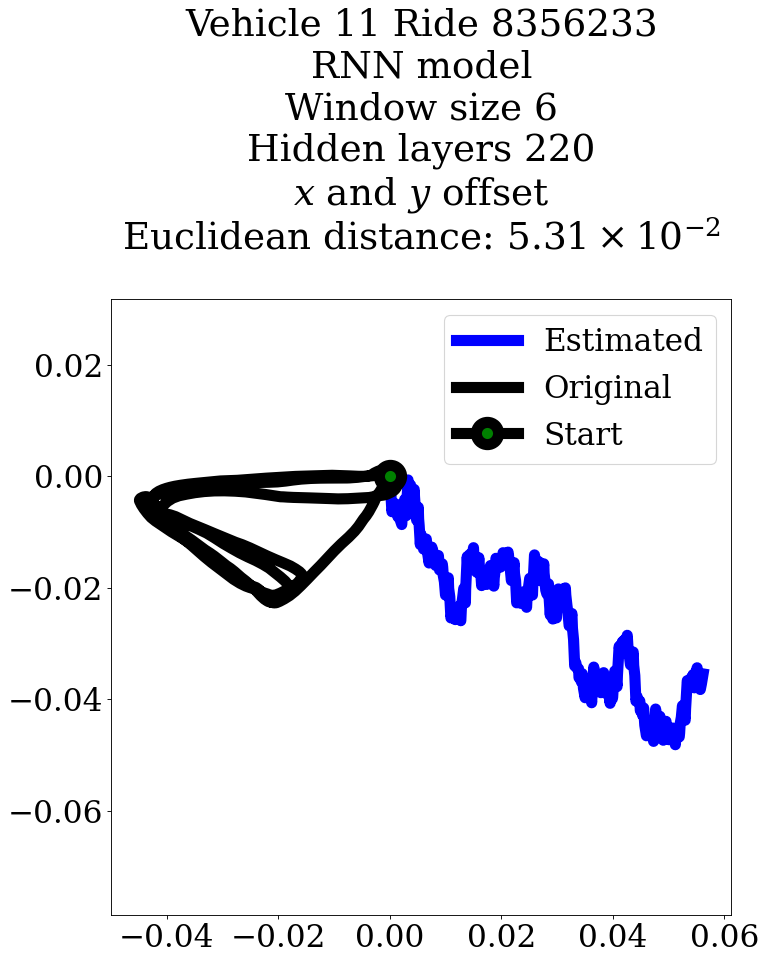 Vehicle 11 Ride 8356233
RNN model
Window size 6
Hidden layers 220
x and y offset
Euclidean distance: 5.31 × 10⁻²
Estimated
Original
Start
0.02
0.00
−0.02
−0.04
−0.06
−0.04 −0.02 0.00 0.02 0.04 0.06